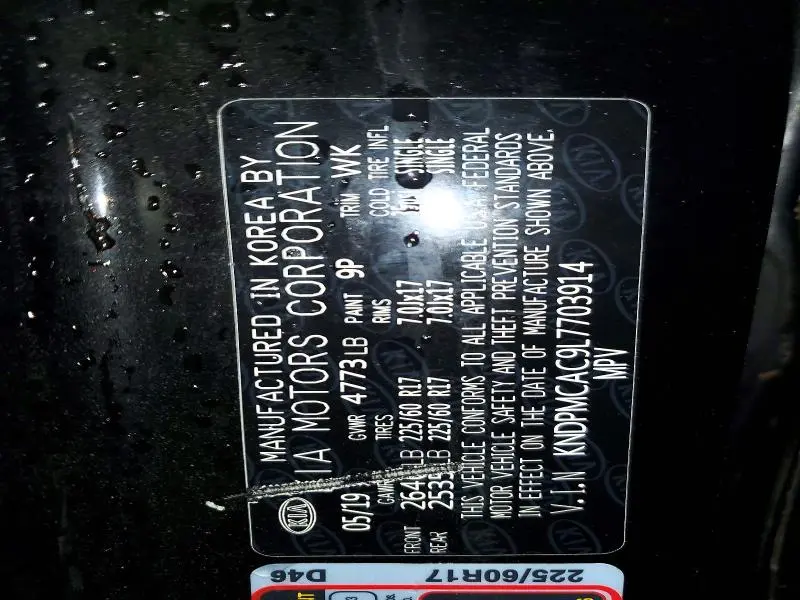 MANUFACTURED IN KOREA BY
KIA
IA MOTORS CORPORATION
05/19 GVWR 4773LB PAINT 9P TRIM WK
TIRES RIMS COLD TIRE INFL
FRONT LB 225/60 R17 7.0Jx17 SINGLE
REAR LB 225/60 R17 7.0Jx17 SINGLE
THIS VEHICLE CONFORMS TO ALL APPLICABLE U.S.A FEDERAL
MOTOR VEHICLE SAFETY AND THEFT PREVENTION STANDARDS
IN EFFECT ON THE DATE OF MANUFACTURE SHOWN ABOVE.
V.I.N KNDPMCAC9L7703914
MPV
225/60R17 D46